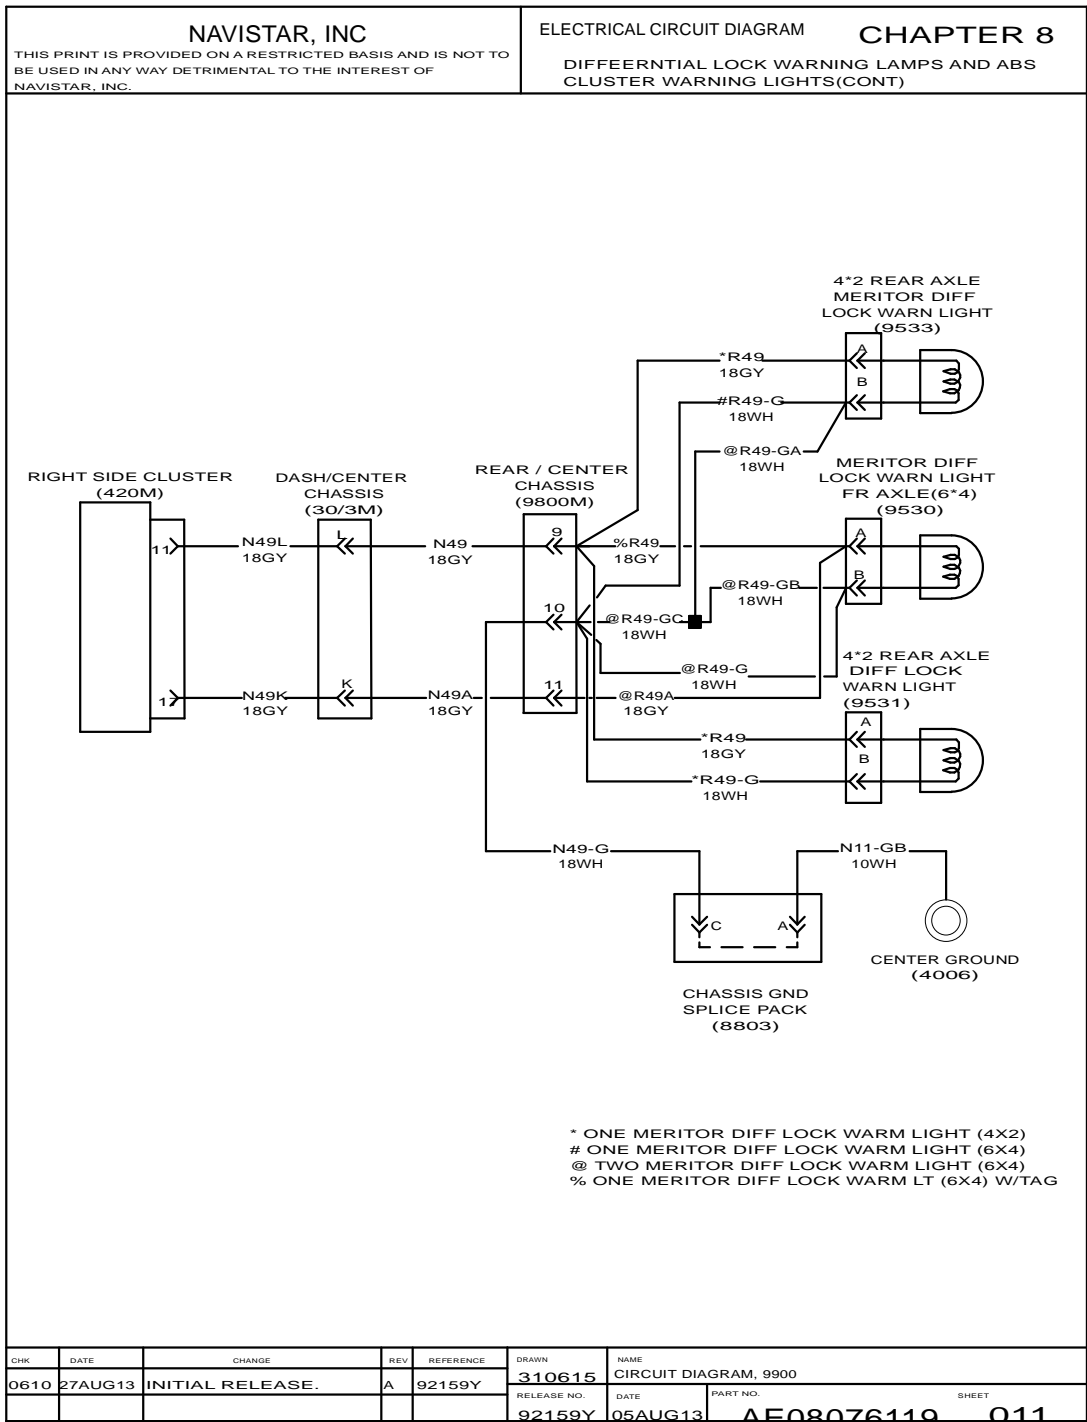 NAVISTAR, INC
THIS PRINT IS PROVIDED ON A RESTRICTED BASIS AND IS NOT TO
BE USED IN ANY WAY DETRIMENTAL TO THE INTEREST OF
NAVISTAR, INC.
ELECTRICAL CIRCUIT DIAGRAM
CHAPTER 8
DIFFEERNTIAL LOCK WARNING LAMPS AND ABS
CLUSTER WARNING LIGHTS(CONT)
4*2 REAR AXLE
MERITOR DIFF
LOCK WARN LIGHT
(9533)
A
B
*R49
18GY
#R49-G
18WH
@R49-GA
18WH
RIGHT SIDE CLUSTER
(420M)
11
12
DASH/CENTER
CHASSIS
(30/3M)
L
K
REAR / CENTER
CHASSIS
(9800M)
9
10
11
MERITOR DIFF
LOCK WARN LIGHT
FR AXLE(6*4)
(9530)
A
B
N49L
18GY
N49
18GY
%R49
18GY
@R49-GB
18WH
@R49-GC
18WH
@R49-G
18WH
N49K
18GY
N49A
18GY
@R49A
18GY
4*2 REAR AXLE
DIFF LOCK
WARN LIGHT
(9531)
A
B
*R49
18GY
*R49-G
18WH
N49-G
18WH
N11-GB
10WH
C
A
CENTER GROUND
(4006)
CHASSIS GND
SPLICE PACK
(8803)
* ONE MERITOR DIFF LOCK WARM LIGHT (4X2)
# ONE MERITOR DIFF LOCK WARM LIGHT (6X4)
@ TWO MERITOR DIFF LOCK WARM LIGHT (6X4)
% ONE MERITOR DIFF LOCK WARM LT (6X4) W/TAG
CHK DATE CHANGE REV REFERENCE
0610 27AUG13 INITIAL RELEASE. A 92159Y
DRAWN
310615
NAME
CIRCUIT DIAGRAM, 9900
RELEASE NO.
92159Y
DATE
05AUG13
PART NO.
AE08076119
SHEET
011